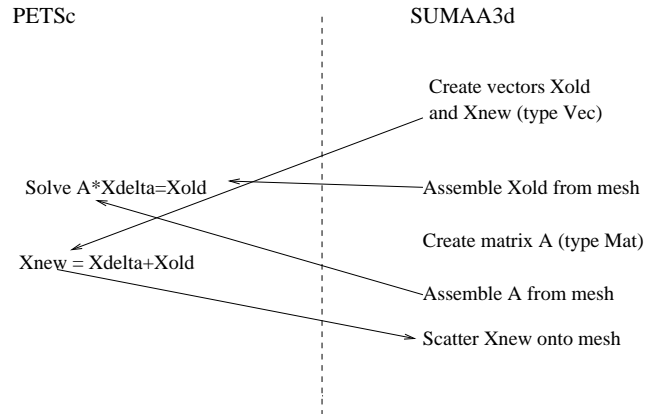 PETSc
SUMAA3d
Create vectors Xold
and Xnew (type Vec)
Solve A*Xdelta=Xold
Assemble Xold from mesh
Create matrix A (type Mat)
Xnew = Xdelta+Xold
Assemble A from mesh
Scatter Xnew onto mesh